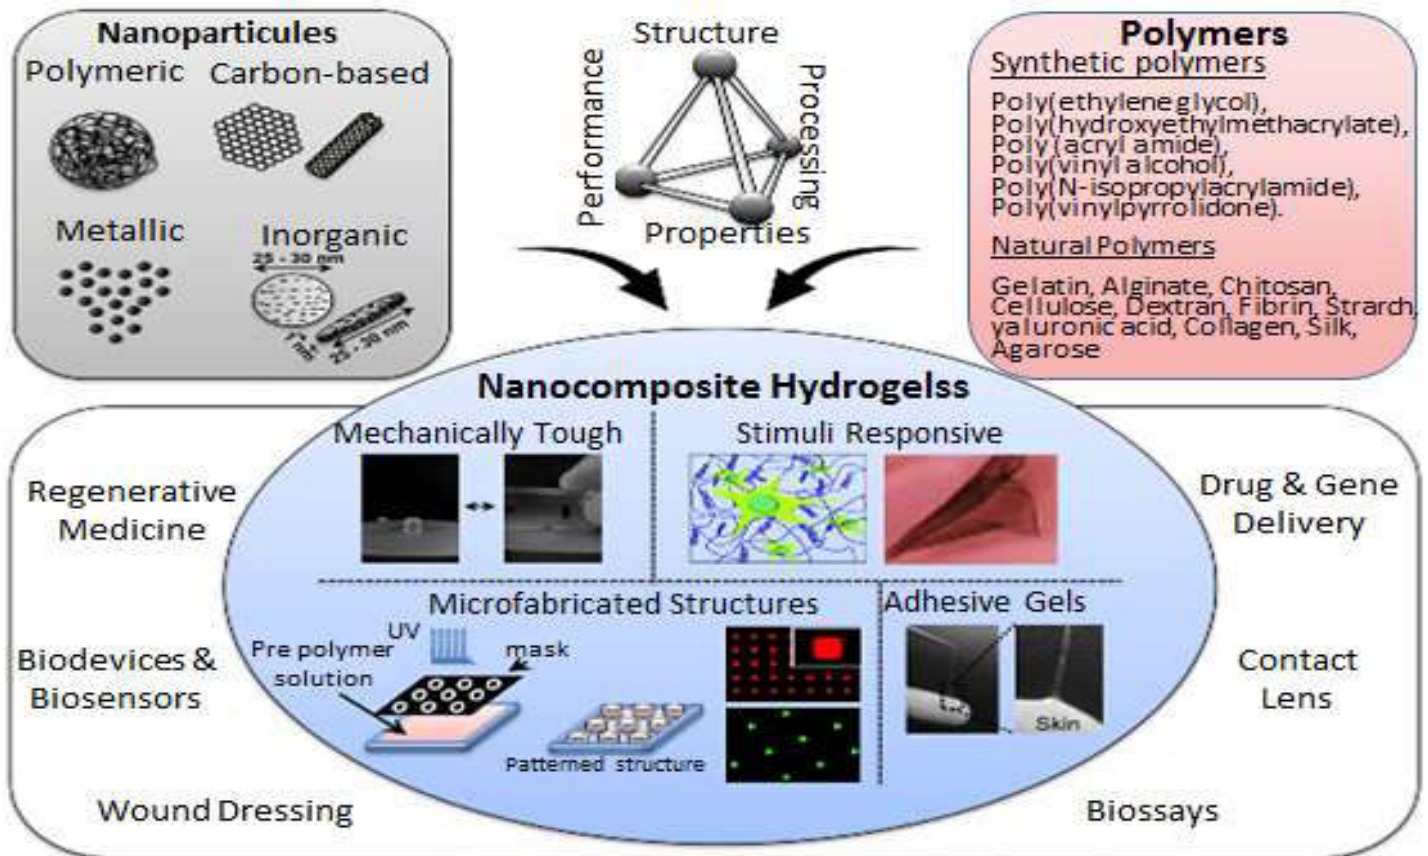 Nanoparticules
Polymeric
Carbon-based
Metallic
Inorganic
25 - 30 nm
7 nm
25 - 30 nm
Structure
Performance
Processing
Properties
Polymers
Synthetic polymers
Poly(ethylene glycol),
Poly(hydroxyethylmethacrylate),
Poly (acryl amide),
Poly(vinyl alcohol),
Poly(N-isopropylacrylamide),
Poly(vinylpyrrolidone).
Natural Polymers
Gelatin, Alginate, Chitosan,
Cellulose, Dextran, Fibrin, Strarch,
yaluronic acid, Collagen, Silk,
Agarose
Nanocomposite Hydrogelss
Mechanically Tough
Stimuli Responsive
Microfabricated Structures
UV
Pre polymer
solution
mask
Patterned structure
Adhesive Gels
Skin
Regenerative
Medicine
Biodevices &
Biosensors
Wound Dressing
Drug & Gene
Delivery
Contact
Lens
Biossays